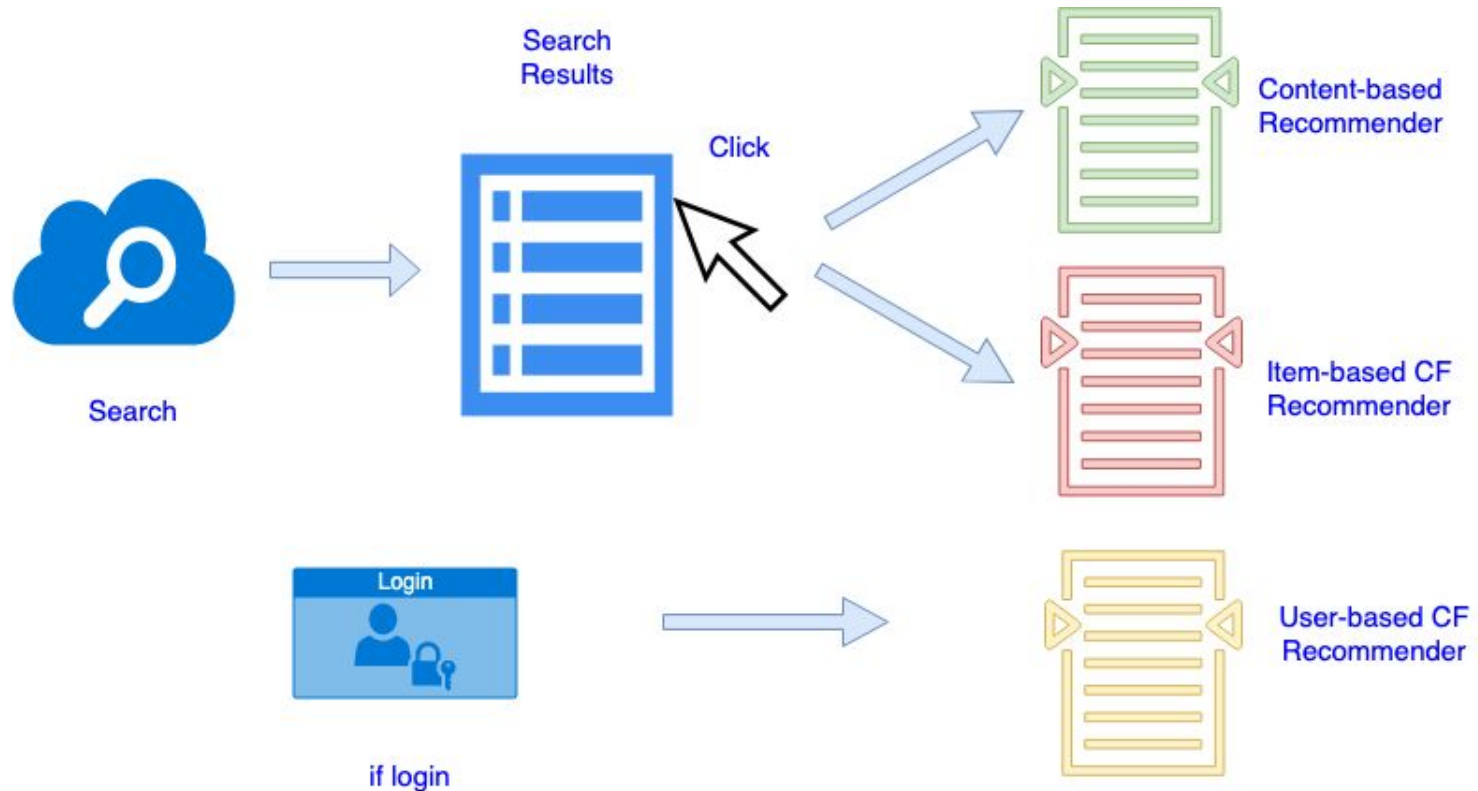 Search
Results
Click
Content-based
Recommender
Search
Item-based CF
Recommender
Login
User-based CF
Recommender
if login